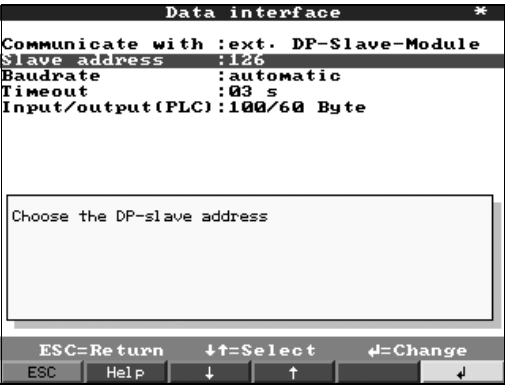 Data interface *
Communicate with :ext. DP-Slave-Module
Slave address :126
Baudrate :automatic
Timeout :03 s
Input/output(PLC):100/60 Byte
Choose the DP-slave address
ESC=Return ↓↑=Select ↵=Change
ESC Help ↓ ↑ ↵